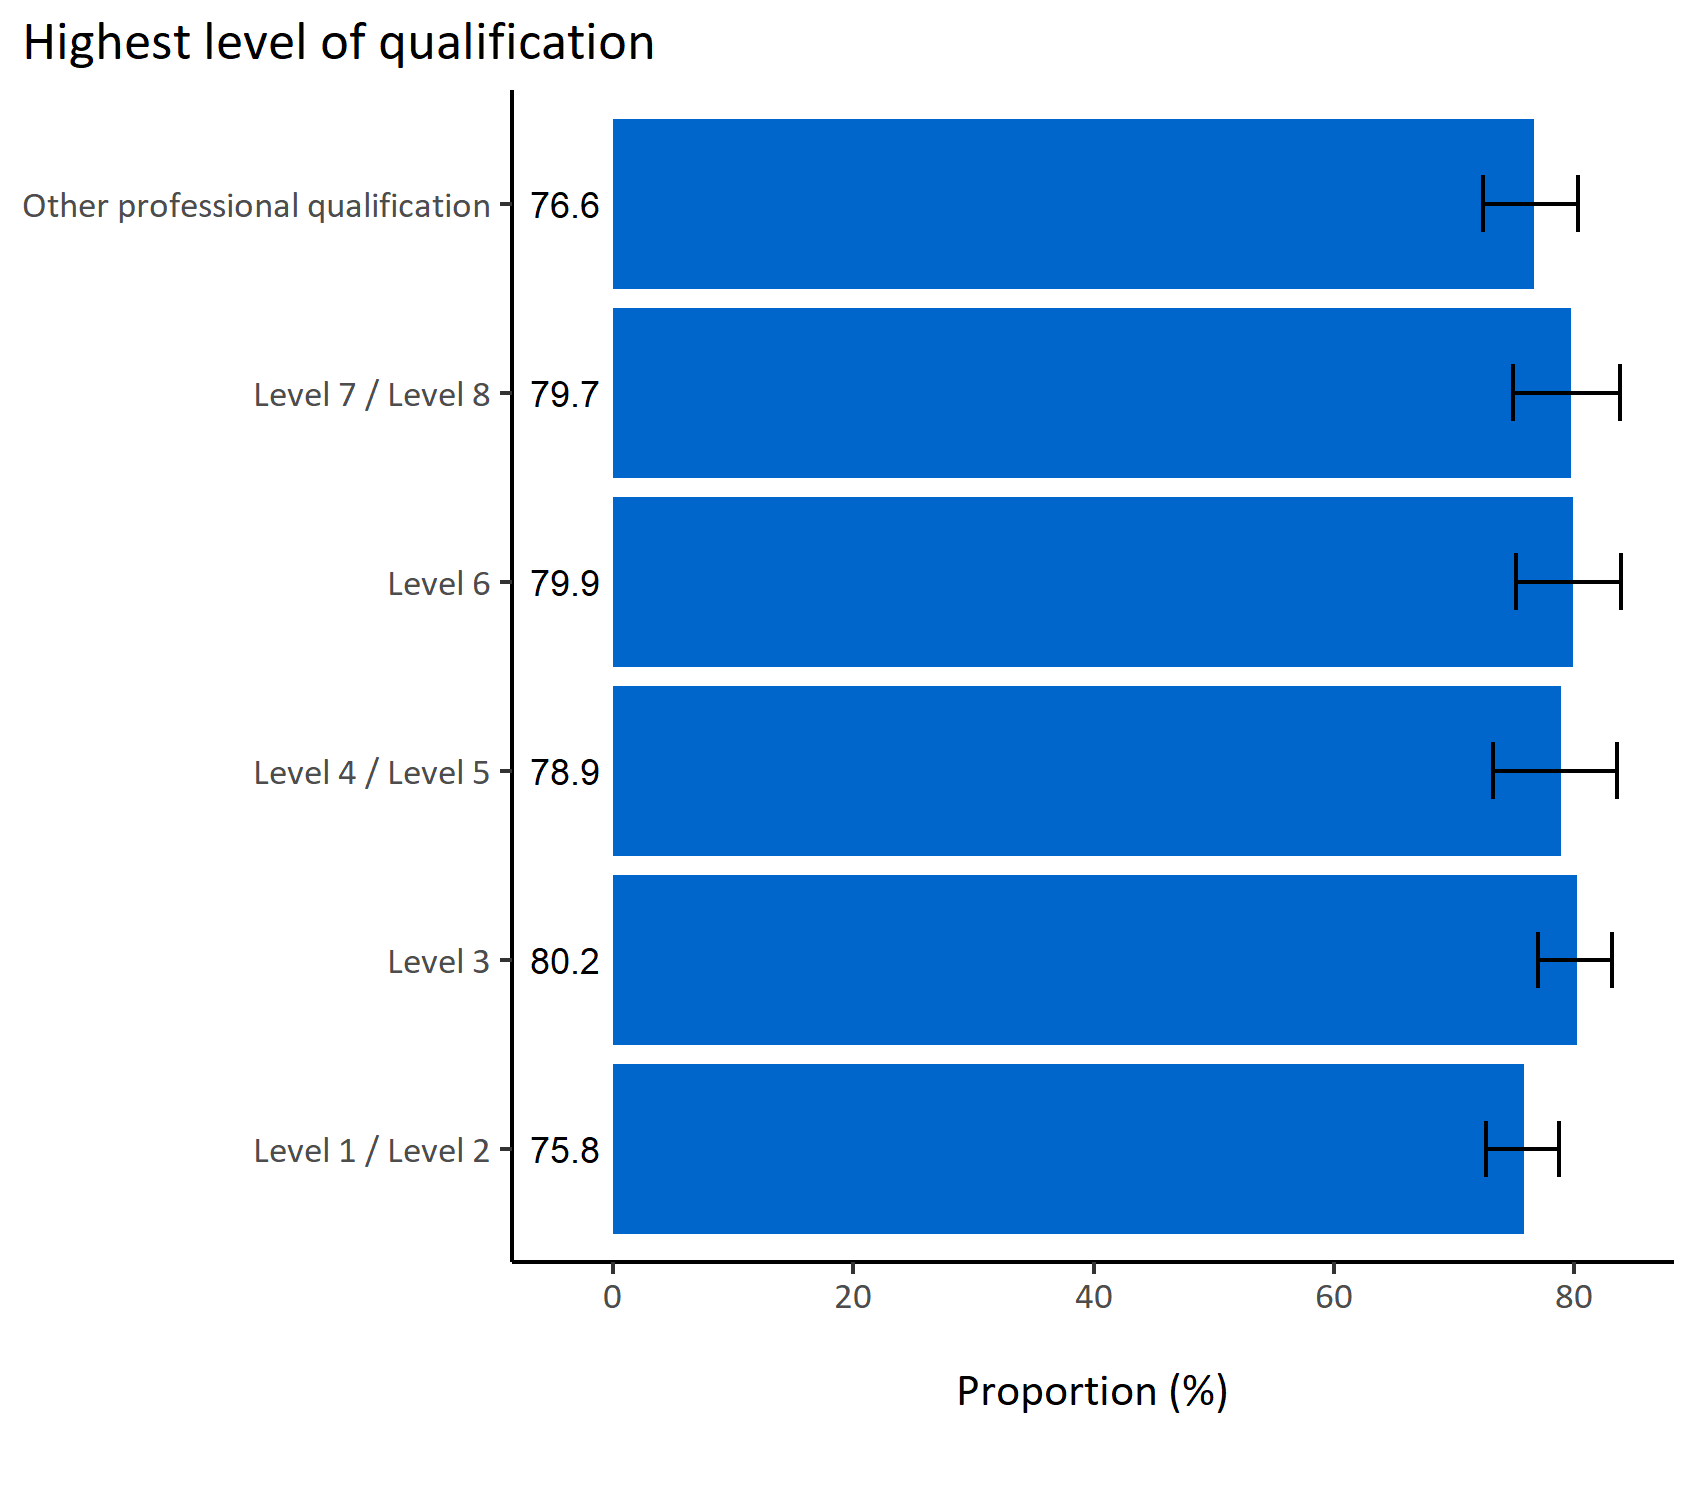 Highest level of qualification
Other professional qualification 76.6
Level 7 / Level 8 79.7
Level 6 79.9
Level 4 / Level 5 78.9
Level 3 80.2
Level 1 / Level 2 75.8
0 20 40 60 80
Proportion (%)